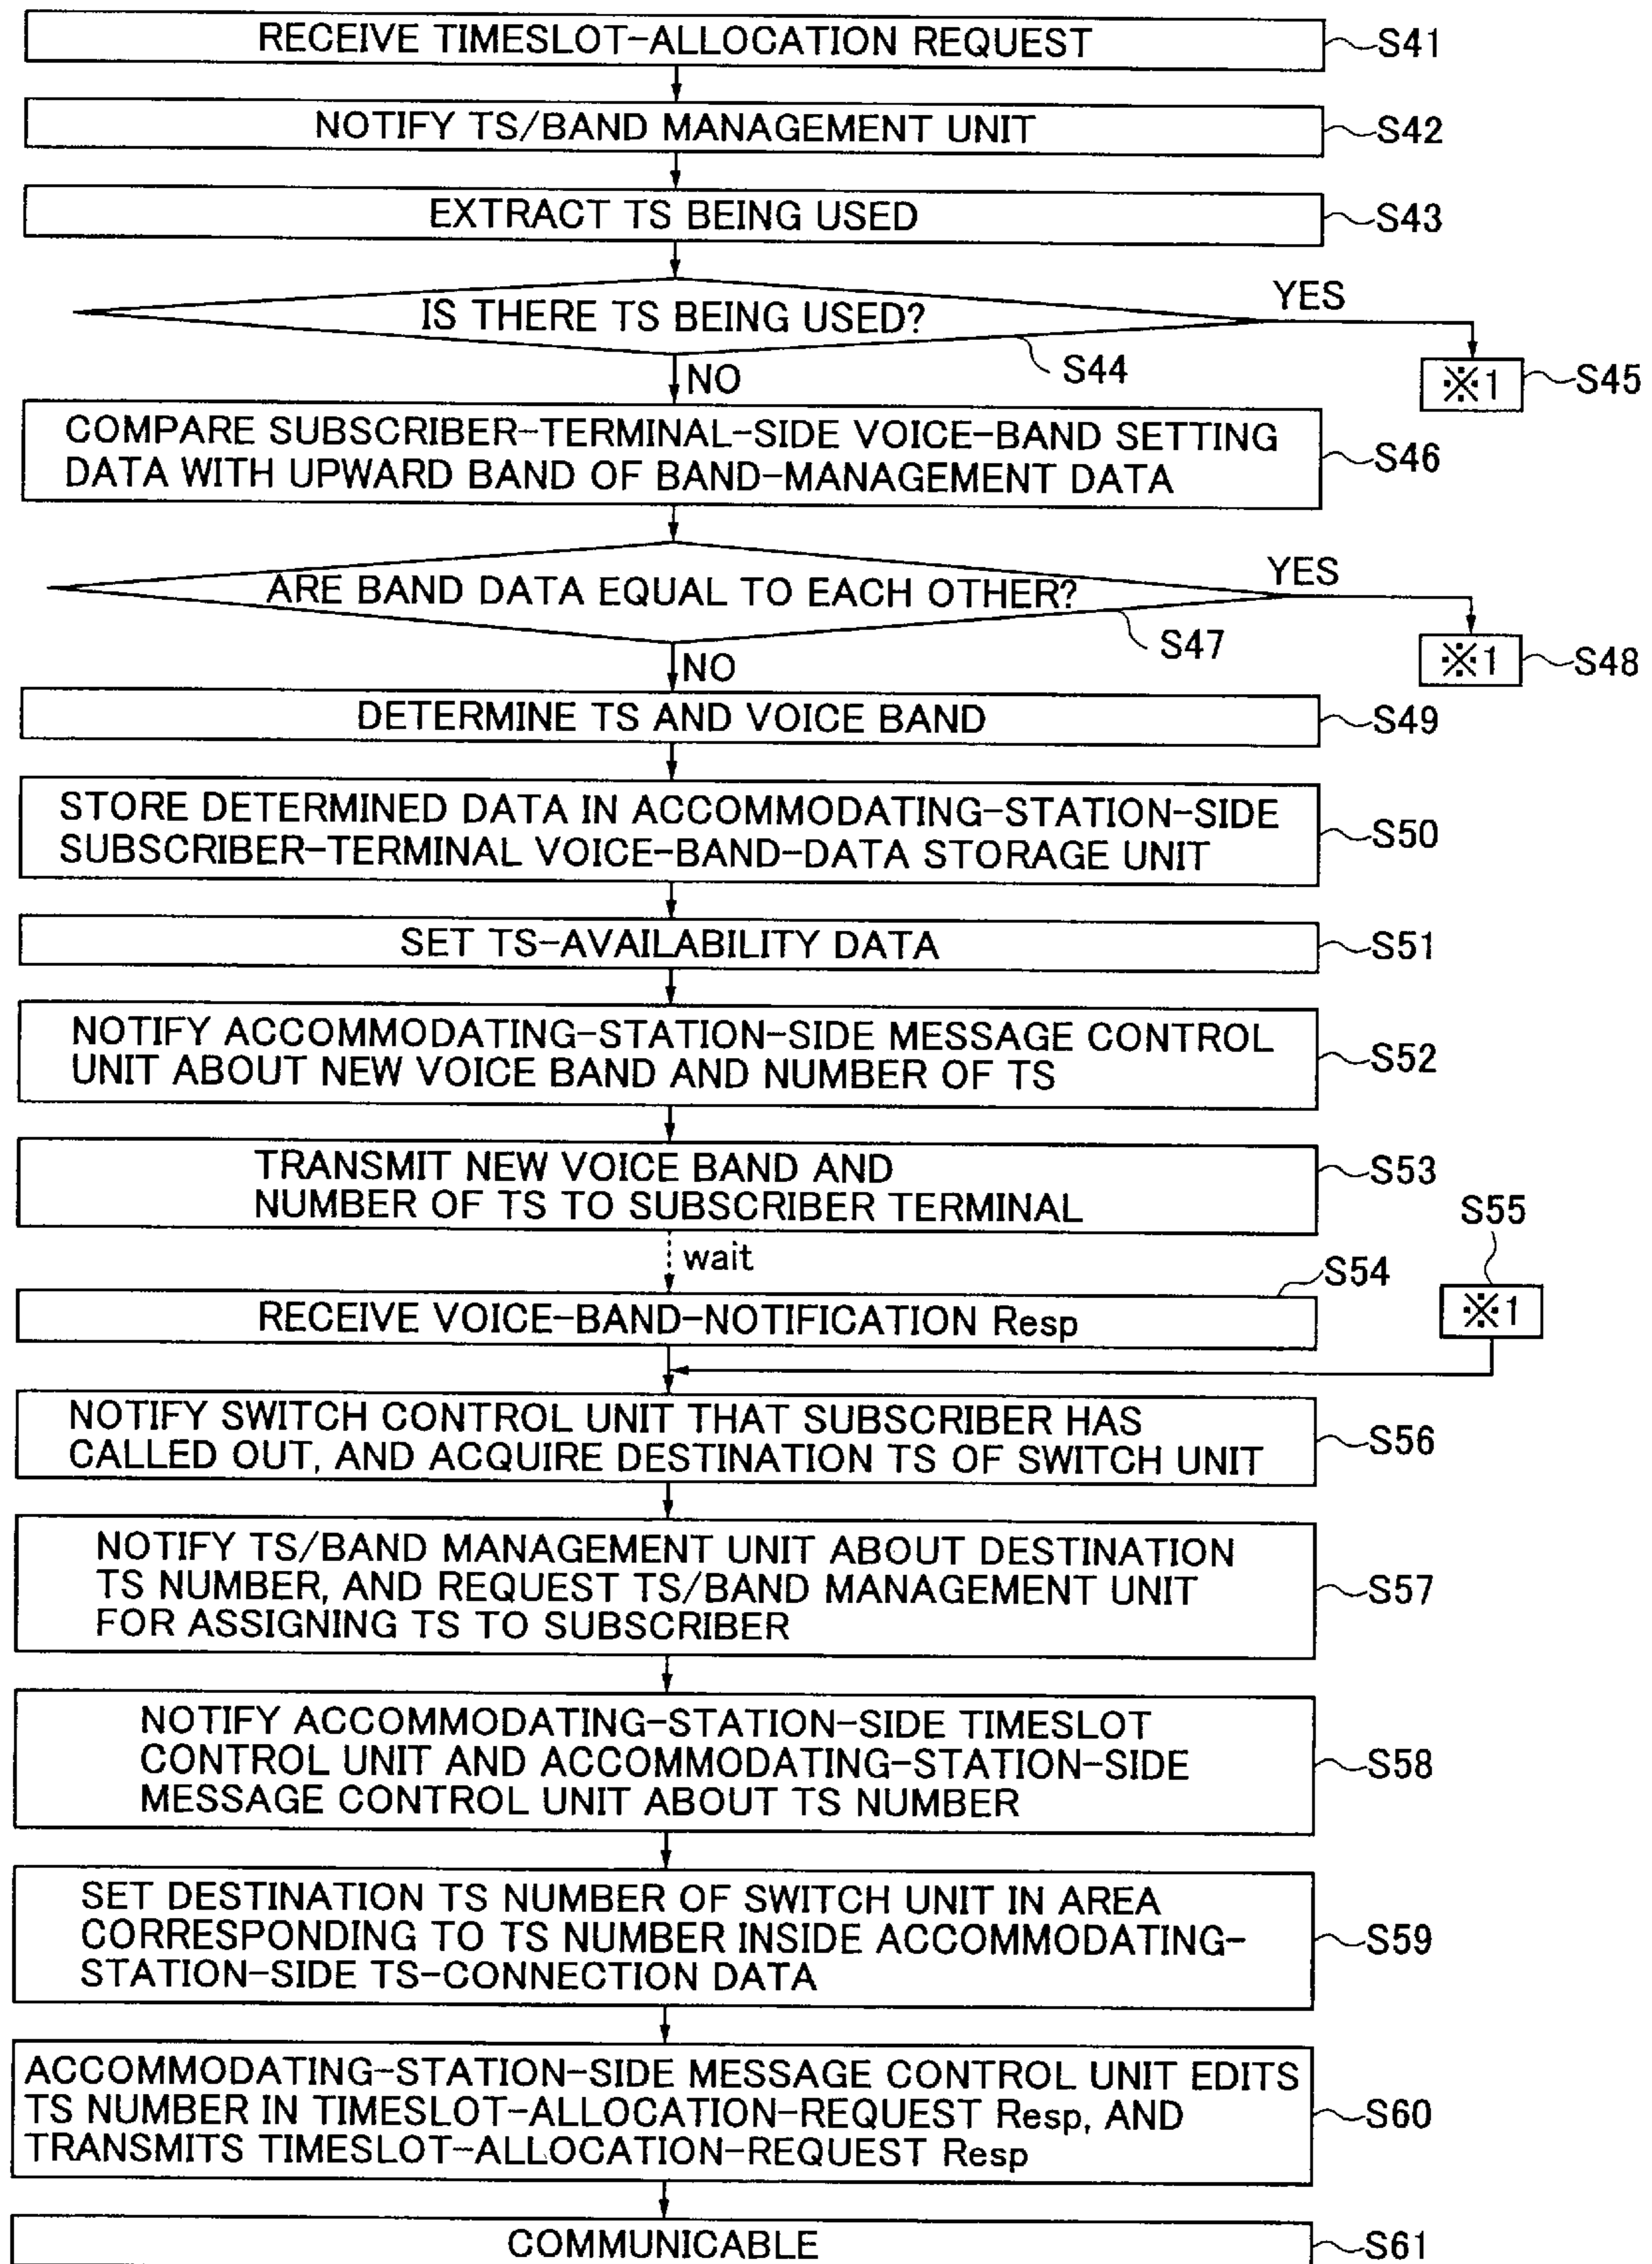 RECEIVE TIMESLOT-ALLOCATION REQUEST
S41
NOTIFY TS/BAND MANAGEMENT UNIT
S42
EXTRACT TS BEING USED
S43
IS THERE TS BEING USED?
YES
S44
NO
※1
S45
COMPARE SUBSCRIBER-TERMINAL-SIDE VOICE-BAND SETTING
DATA WITH UPWARD BAND OF BAND-MANAGEMENT DATA
S46
ARE BAND DATA EQUAL TO EACH OTHER?
YES
S47
NO
※1
S48
DETERMINE TS AND VOICE BAND
S49
STORE DETERMINED DATA IN ACCOMMODATING-STATION-SIDE
SUBSCRIBER-TERMINAL VOICE-BAND-DATA STORAGE UNIT
S50
SET TS-AVAILABILITY DATA
S51
NOTIFY ACCOMMODATING-STATION-SIDE MESSAGE CONTROL
UNIT ABOUT NEW VOICE BAND AND NUMBER OF TS
S52
TRANSMIT NEW VOICE BAND AND
NUMBER OF TS TO SUBSCRIBER TERMINAL
S53
wait
RECEIVE VOICE-BAND-NOTIFICATION Resp
S54
S55
※1
NOTIFY SWITCH CONTROL UNIT THAT SUBSCRIBER HAS
CALLED OUT, AND ACQUIRE DESTINATION TS OF SWITCH UNIT
S56
NOTIFY TS/BAND MANAGEMENT UNIT ABOUT DESTINATION
TS NUMBER, AND REQUEST TS/BAND MANAGEMENT UNIT
FOR ASSIGNING TS TO SUBSCRIBER
S57
NOTIFY ACCOMMODATING-STATION-SIDE TIMESLOT
CONTROL UNIT AND ACCOMMODATING-STATION-SIDE
MESSAGE CONTROL UNIT ABOUT TS NUMBER
S58
SET DESTINATION TS NUMBER OF SWITCH UNIT IN AREA
CORRESPONDING TO TS NUMBER INSIDE ACCOMMODATING-
STATION-SIDE TS-CONNECTION DATA
S59
ACCOMMODATING-STATION-SIDE MESSAGE CONTROL UNIT EDITS
TS NUMBER IN TIMESLOT-ALLOCATION-REQUEST Resp, AND
TRANSMITS TIMESLOT-ALLOCATION-REQUEST Resp
S60
COMMUNICABLE
S61